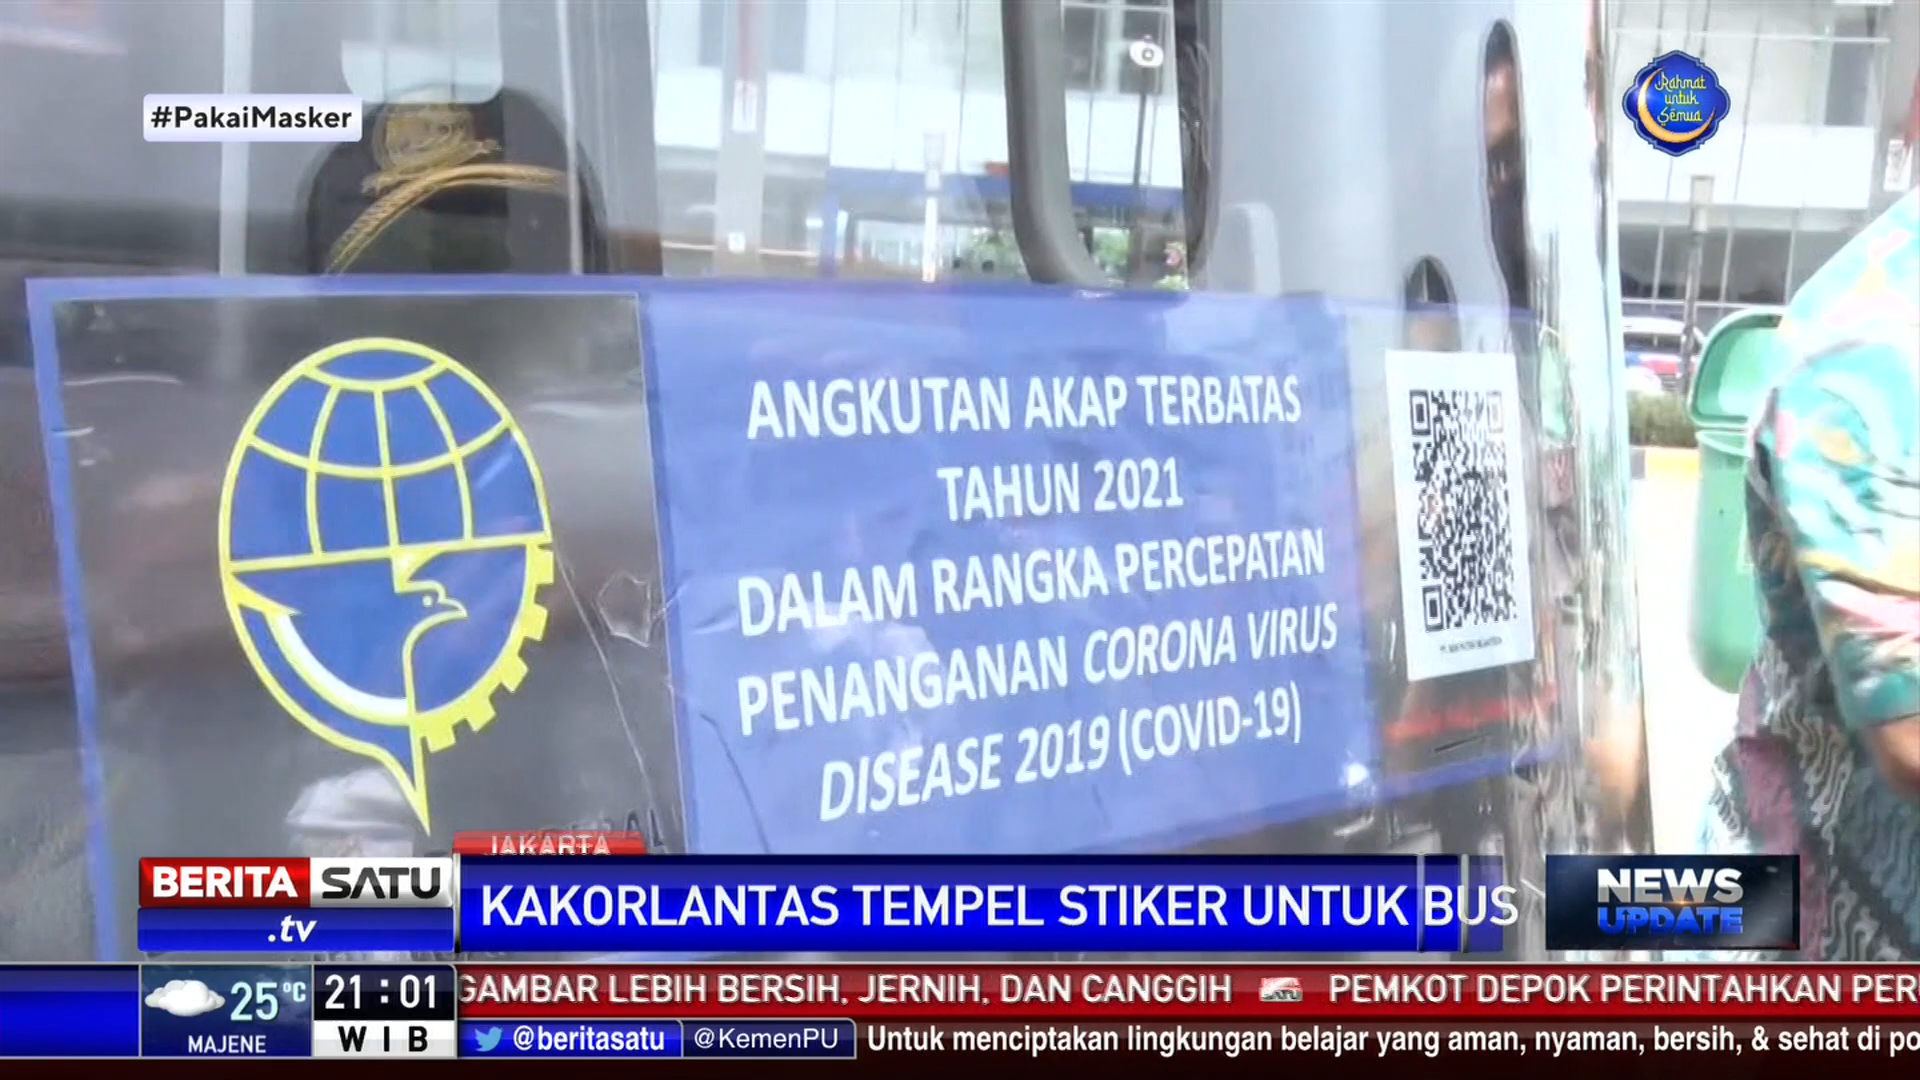 #PakaiMasker
Rahmat
untuk
Semua
ANGKUTAN AKAP TERBATAS
TAHUN 2021
DALAM RANGKA PERCEPATAN
PENANGANAN CORONA VIRUS
DISEASE 2019 (COVID-19)
JAKARTA
BERITA SATU
.tv
KAKORLANTAS TEMPEL STIKER UNTUK BUS
NEWS
UPDATE
25°C
MAJENE
21:01
WIB
GAMBAR LEBIH BERSIH, JERNIH, DAN CANGGIH SATU PEMKOT DEPOK PERINTAHKAN PER
@beritasatu @KemenPU Untuk menciptakan lingkungan belajar yang aman, nyaman, bersih, & sehat di po